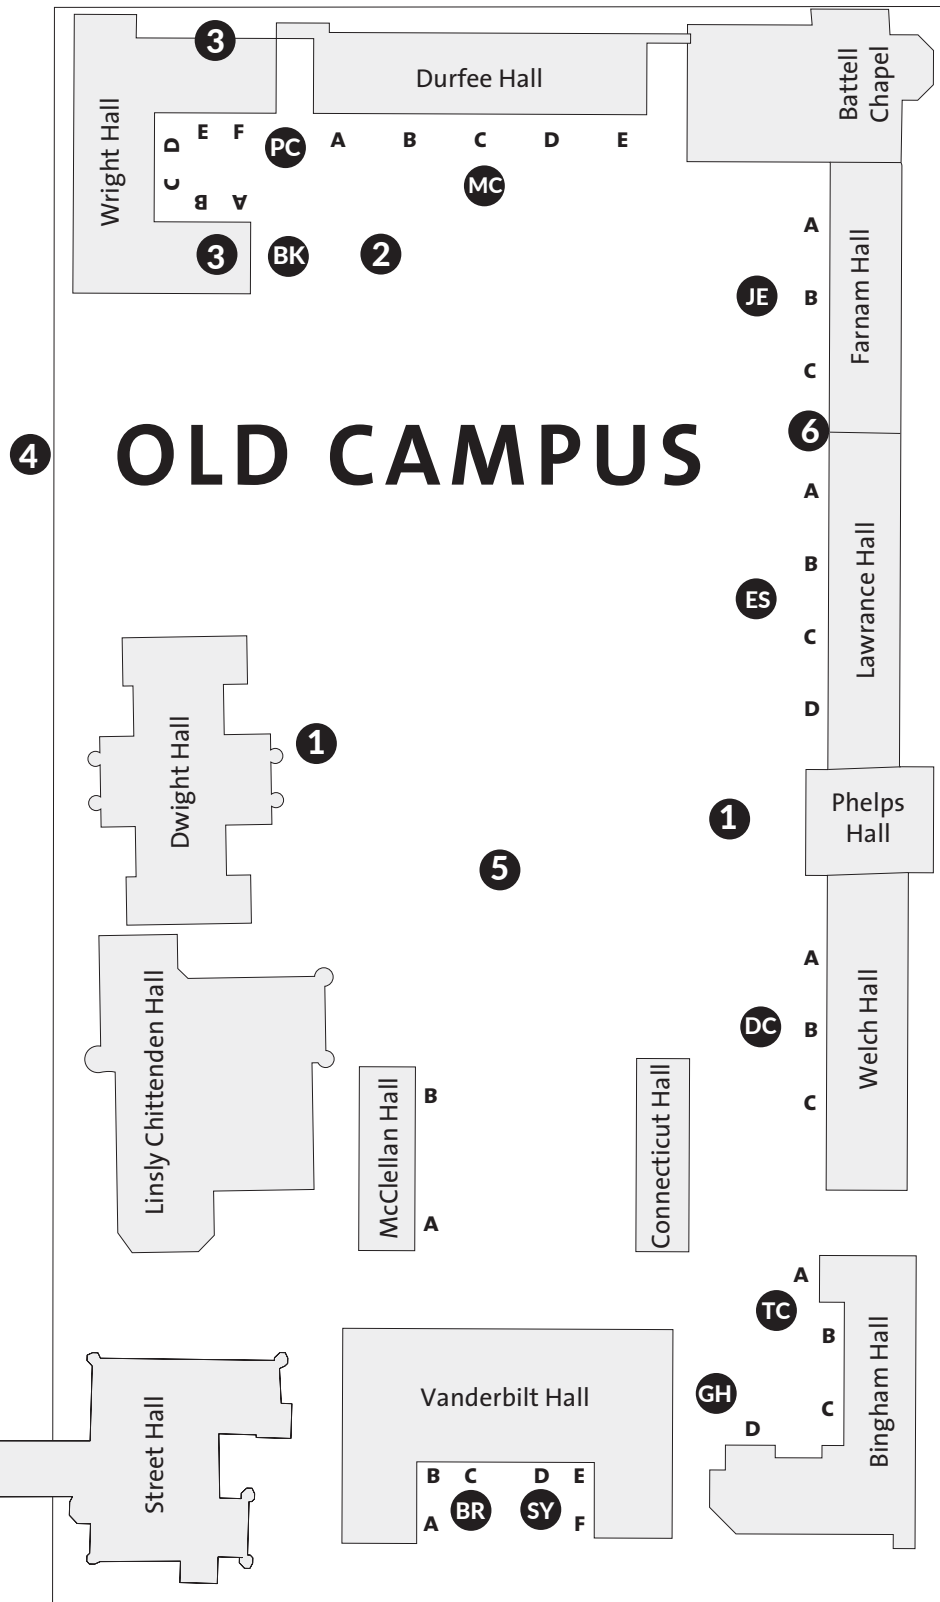 3
Durfee Hall
Battell
Chapel
Wright Hall
D
E
F
PC
A
B
C
D
E
C
B
A
MC
3
BK
2
A
JE
B
Farnam Hall
C
4
OLD CAMPUS
6
A
B
ES
C
Lawrance Hall
D
Dwight Hall
1
1
Phelps
Hall
5
A
DC
B
Welch Hall
C
Linsly Chittenden Hall
B
McClellan Hall
A
Connecticut Hall
A
TC
B
GH
C
D
Bingham Hall
Street Hall
Vanderbilt Hall
B
C
D
E
A
BR
SY
F